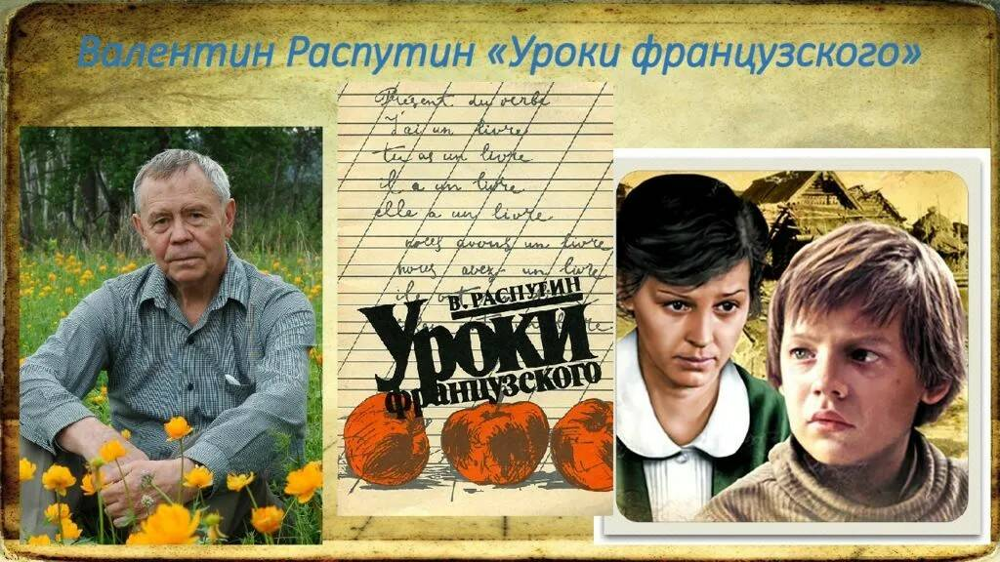 Валентин Распутин «Уроки французского»
Présent du verbe
J'ai un livre
tu as un livre
il a un livre
elle a un livre
nous avons un livre
vous avez un livre
В. РАСПУТИН
Уроки
французского